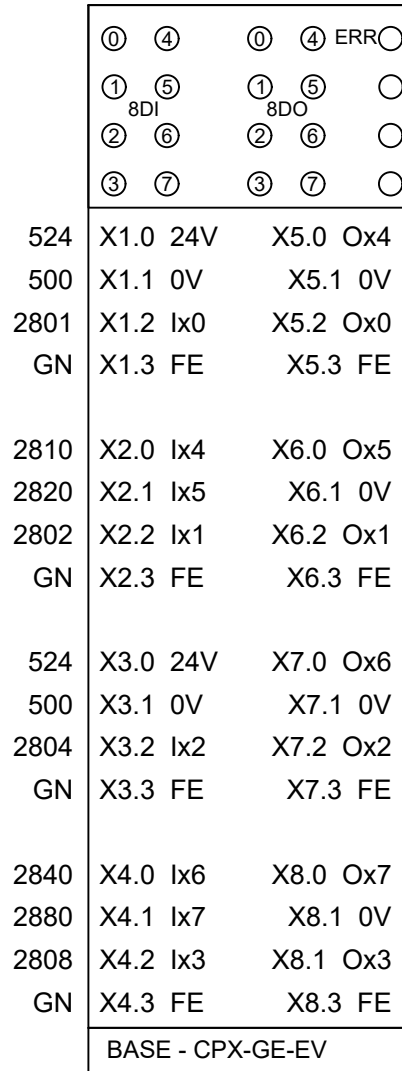 0 4 0 4 ERR
1 5 1 5
8DI 8DO
2 6 2 6
3 7 3 7
524 X1.0 24V X5.0 Ox4
500 X1.1 0V X5.1 0V
2801 X1.2 Ix0 X5.2 Ox0
GN X1.3 FE X5.3 FE
2810 X2.0 Ix4 X6.0 Ox5
2820 X2.1 Ix5 X6.1 0V
2802 X2.2 Ix1 X6.2 Ox1
GN X2.3 FE X6.3 FE
524 X3.0 24V X7.0 Ox6
500 X3.1 0V X7.1 0V
2804 X3.2 Ix2 X7.2 Ox2
GN X3.3 FE X7.3 FE
2840 X4.0 Ix6 X8.0 Ox7
2880 X4.1 Ix7 X8.1 0V
2808 X4.2 Ix3 X8.1 Ox3
GN X4.3 FE X8.3 FE
BASE - CPX-GE-EV